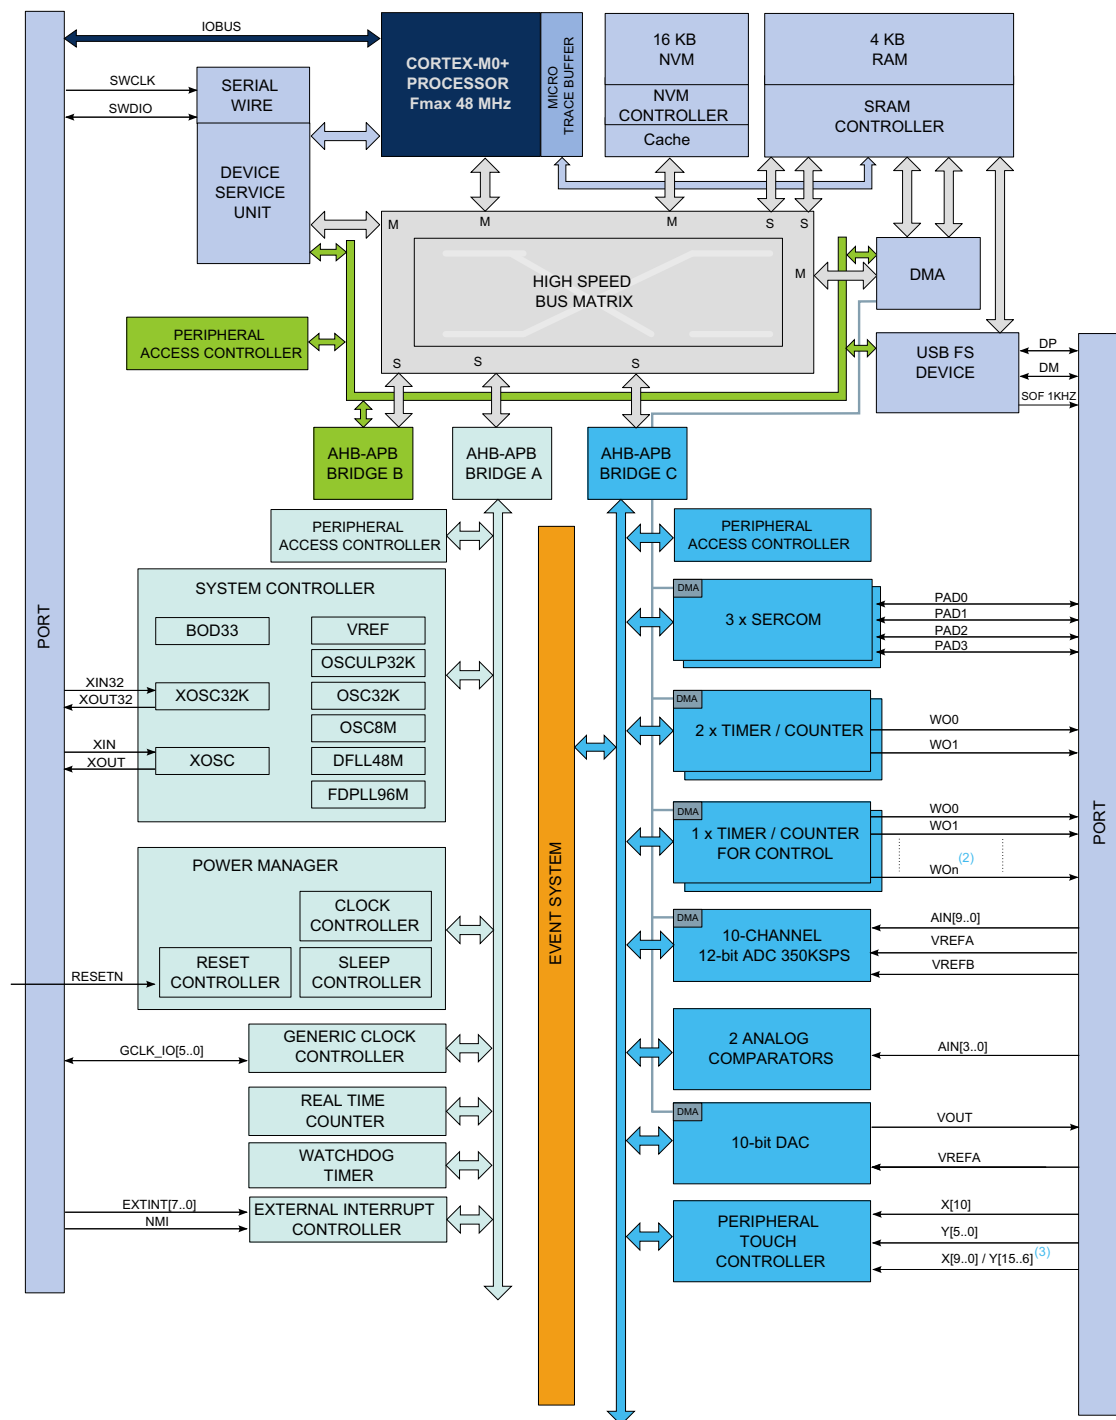 IOBUS
SWCLK
SWDIO
SERIAL
WIRE
DEVICE
SERVICE
UNIT
CORTEX-M0+
PROCESSOR
Fmax 48 MHz
MICRO
TRACE BUFFER
16 KB
NVM
NVM
CONTROLLER
Cache
4 KB
RAM
SRAM
CONTROLLER
M
M
M
S
S
M
HIGH SPEED
BUS MATRIX
S
S
S
DMA
PERIPHERAL
ACCESS CONTROLLER
USB FS
DEVICE
DP
DM
SOF 1KHZ
AHB-APB
BRIDGE B
AHB-APB
BRIDGE A
AHB-APB
BRIDGE C
PORT
PORT
EVENT SYSTEM
PERIPHERAL
ACCESS CONTROLLER
SYSTEM CONTROLLER
BOD33
VREF
OSCULP32K
XOSC32K
OSC32K
OSC8M
XOSC
DFLL48M
FDPLL96M
XIN32
XOUT32
XIN
XOUT
POWER MANAGER
CLOCK
CONTROLLER
RESET
CONTROLLER
SLEEP
CONTROLLER
RESETN
GENERIC CLOCK
CONTROLLER
GCLK_IO[5..0]
REAL TIME
COUNTER
WATCHDOG
TIMER
EXTINT[7..0]
NMI
EXTERNAL INTERRUPT
CONTROLLER
PERIPHERAL
ACCESS CONTROLLER
DMA
3 x SERCOM
PAD0
PAD1
PAD2
PAD3
DMA
2 x TIMER / COUNTER
WO0
WO1
DMA
1 x TIMER / COUNTER
FOR CONTROL
WO0
WO1
WOn(2)
DMA
10-CHANNEL
12-bit ADC 350KSPS
AIN[9..0]
VREFA
VREFB
2 ANALOG
COMPARATORS
AIN[3..0]
DMA
10-bit DAC
VOUT
VREFA
PERIPHERAL
TOUCH
CONTROLLER
X[10]
Y[5..0]
X[9..0] / Y[15..6](3)